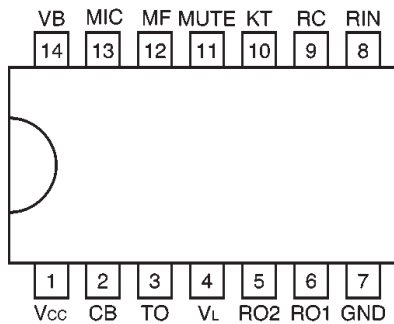 VB MIC MF MUTE KT RC RIN
14 13 12 11 10 9 8
1 2 3 4 5 6 7
Vcc CB TO VL RO2 RO1 GND